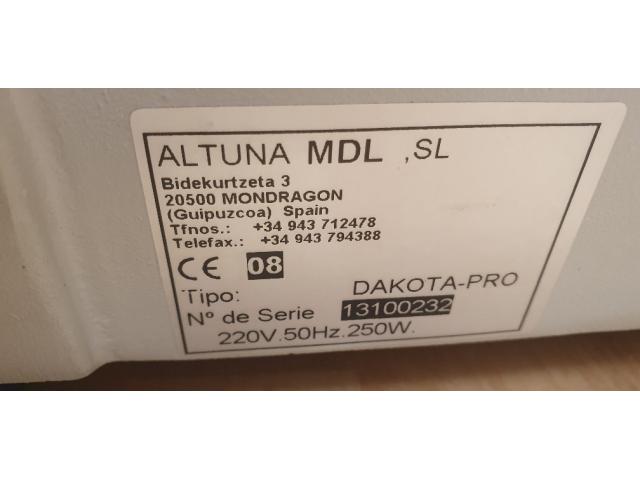 ALTUNA MDL ,SL
Bidekurtzeta 3
20500 MONDRAGON
(Guipuzcoa) Spain
Tfnos.: +34 943 712478
Telefax.: +34 943 794388
CE 08
Tipo: DAKOTA-PRO
Nº de Serie 13100232
220V.50Hz.250W.